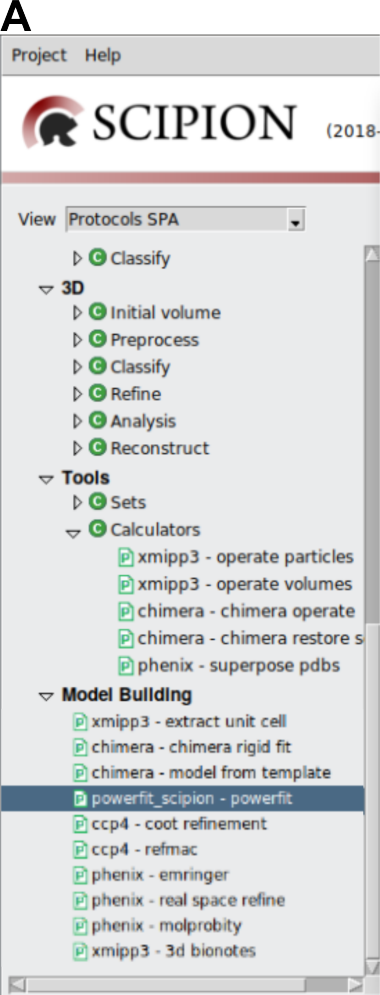 A
Project Help
SCIPION (2018-
View Protocols SPA
Classify
3D
Initial volume
Preprocess
Classify
Refine
Analysis
Reconstruct
Tools
Sets
Calculators
xmipp3 - operate particles
xmipp3 - operate volumes
chimera - chimera operate
chimera - chimera restore s
phenix - superpose pdbs
Model Building
xmipp3 - extract unit cell
chimera - chimera rigid fit
chimera - model from template
powerfit_scipion - powerfit
ccp4 - coot refinement
ccp4 - refmac
phenix - emringer
phenix - real space refine
phenix - molprobity
xmipp3 - 3d bionotes